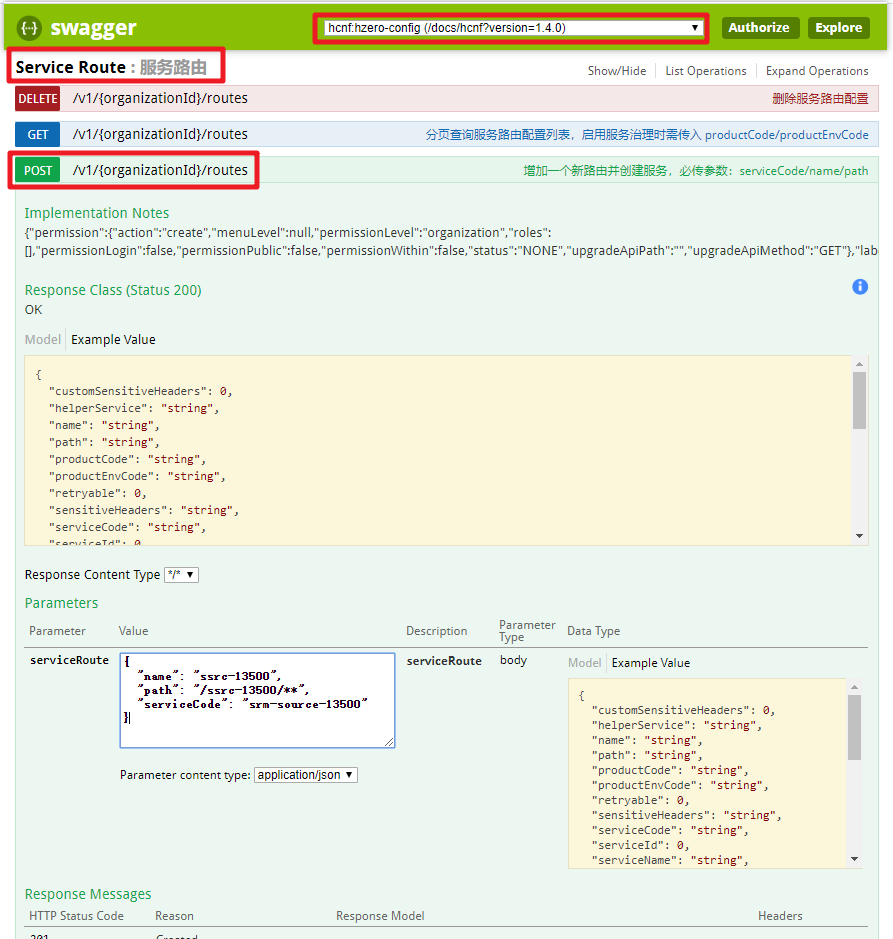 swagger
hcnf:hzero-config (/docs/hcnf?version=1.4.0)
Authorize
Explore
Service Route : 服务路由
Show/Hide
List Operations
Expand Operations
DELETE /v1/{organizationId}/routes 删除服务路由配置
GET /v1/{organizationId}/routes 分页查询服务路由配置列表，启用服务治理时需传入 productCode/productEnvCode
POST /v1/{organizationId}/routes 增加一个新路由并创建服务，必传参数：serviceCode/name/path
Implementation Notes
{"permission":{"action":"create","menuLevel":null,"permissionLevel":"organization","roles":
[],"permissionLogin":false,"permissionPublic":false,"permissionWithin":false,"status":"NONE","upgradeApiPath":"","upgradeApiMethod":"GET"},"lab
Response Class (Status 200)
OK
Model Example Value
{
"customSensitiveHeaders": 0,
"helperService": "string",
"name": "string",
"path": "string",
"productCode": "string",
"productEnvCode": "string",
"retryable": 0,
"sensitiveHeaders": "string",
"serviceCode": "string",
"serviceId": 0
Response Content Type */*
Parameters
Parameter Value Description Parameter Type Data Type
serviceRoute
{
"name": "ssrc-13500",
"path": "/ssrc-13500/**",
"serviceCode": "srm-source-13500"
}
Parameter content type: application/json
serviceRoute
body
Model Example Value
{
"customSensitiveHeaders": 0,
"helperService": "string",
"name": "string",
"path": "string",
"productCode": "string",
"productEnvCode": "string",
"retryable": 0,
"sensitiveHeaders": "string",
"serviceCode": "string",
"serviceId": 0,
"serviceName": "string",
Response Messages
HTTP Status Code Reason Response Model Headers
201 Created